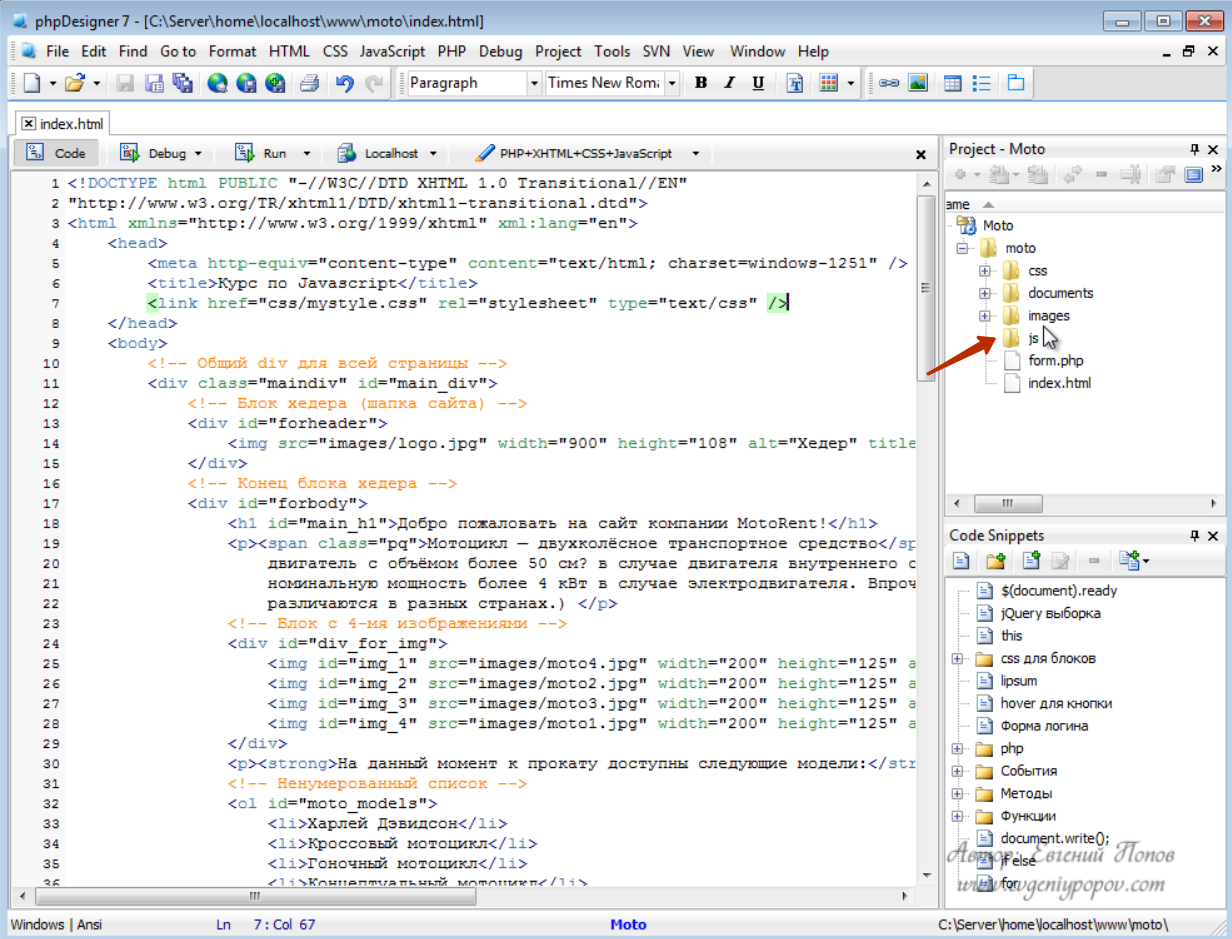 phpDesigner 7 - [C:\Server\home\localhost\www\moto\index.html]
File Edit Find Go to Format HTML CSS JavaScript PHP Debug Project Tools SVN View Window Help
Paragraph Times New Roma B I U
index.html
Code Debug Run Localhost PHP+XHTML+CSS+JavaScript
1 <!DOCTYPE html PUBLIC "-//W3C//DTD XHTML 1.0 Transitional//EN"
2 "http://www.w3.org/TR/xhtml1/DTD/xhtml1-transitional.dtd">
3 <html xmlns="http://www.w3.org/1999/xhtml" xml:lang="en">
4 <head>
5 <meta http-equiv="content-type" content="text/html; charset=windows-1251" />
6 <title>Курс по Javascript</title>
7 <link href="css/mystyle.css" rel="stylesheet" type="text/css" />
8 </head>
9 <body>
10 <!-- Общий div для всей страницы -->
11 <div class="maindiv" id="main_div">
12 <!-- Блок хедера (шапка сайта) -->
13 <div id="forheader">
14 <img src="images/logo.jpg" width="900" height="108" alt="Хедер" title
15 </div>
16 <!-- Конец блока хедера -->
17 <div id="forbody">
18 <h1 id="main_h1">Добро пожаловать на сайт компании MotoRent!</h1>
19 <p><span class="pq">Мотоцикл — двухколёсное транспортное средство</sp
20 двигатель с объёмом более 50 см? в случае двигателя внутреннего с
21 номинальную мощность более 4 кВт в случае электродвигателя. Впроч
22 различаются в разных странах.) </p>
23 <!-- Блок с 4-мя изображениями -->
24 <div id="div_for_img">
25 <img id="img_1" src="images/moto4.jpg" width="200" height="125" a
26 <img id="img_2" src="images/moto2.jpg" width="200" height="125" a
27 <img id="img_3" src="images/moto3.jpg" width="200" height="125" a
28 <img id="img_4" src="images/moto1.jpg" width="200" height="125" a
29 </div>
30 <p><strong>На данный момент к прокату доступны следующие модели:</str
31 <!-- Ненумерованный список -->
32 <ol id="moto_models">
33 <li>Харлей Дэвидсон</li>
34 <li>Кроссовый мотоцикл</li>
35 <li>Гоночный мотоцикл</li>
36 <li>Концептуальный мотоцикл</li>
Project - Moto
ame
Moto
moto
css
documents
images
js
form.php
index.html
Code Snippets
$(document).ready
jQuery выборка
this
css для блоков
lipsum
hover для кнопки
Форма логина
php
События
Методы
Функции
document.write();
if else
for
Автор: Евгений Попов
www.evgeniypopov.com
Windows | Ansi Ln 7 : Col 67 Moto C:\Server\home\localhost\www\moto\